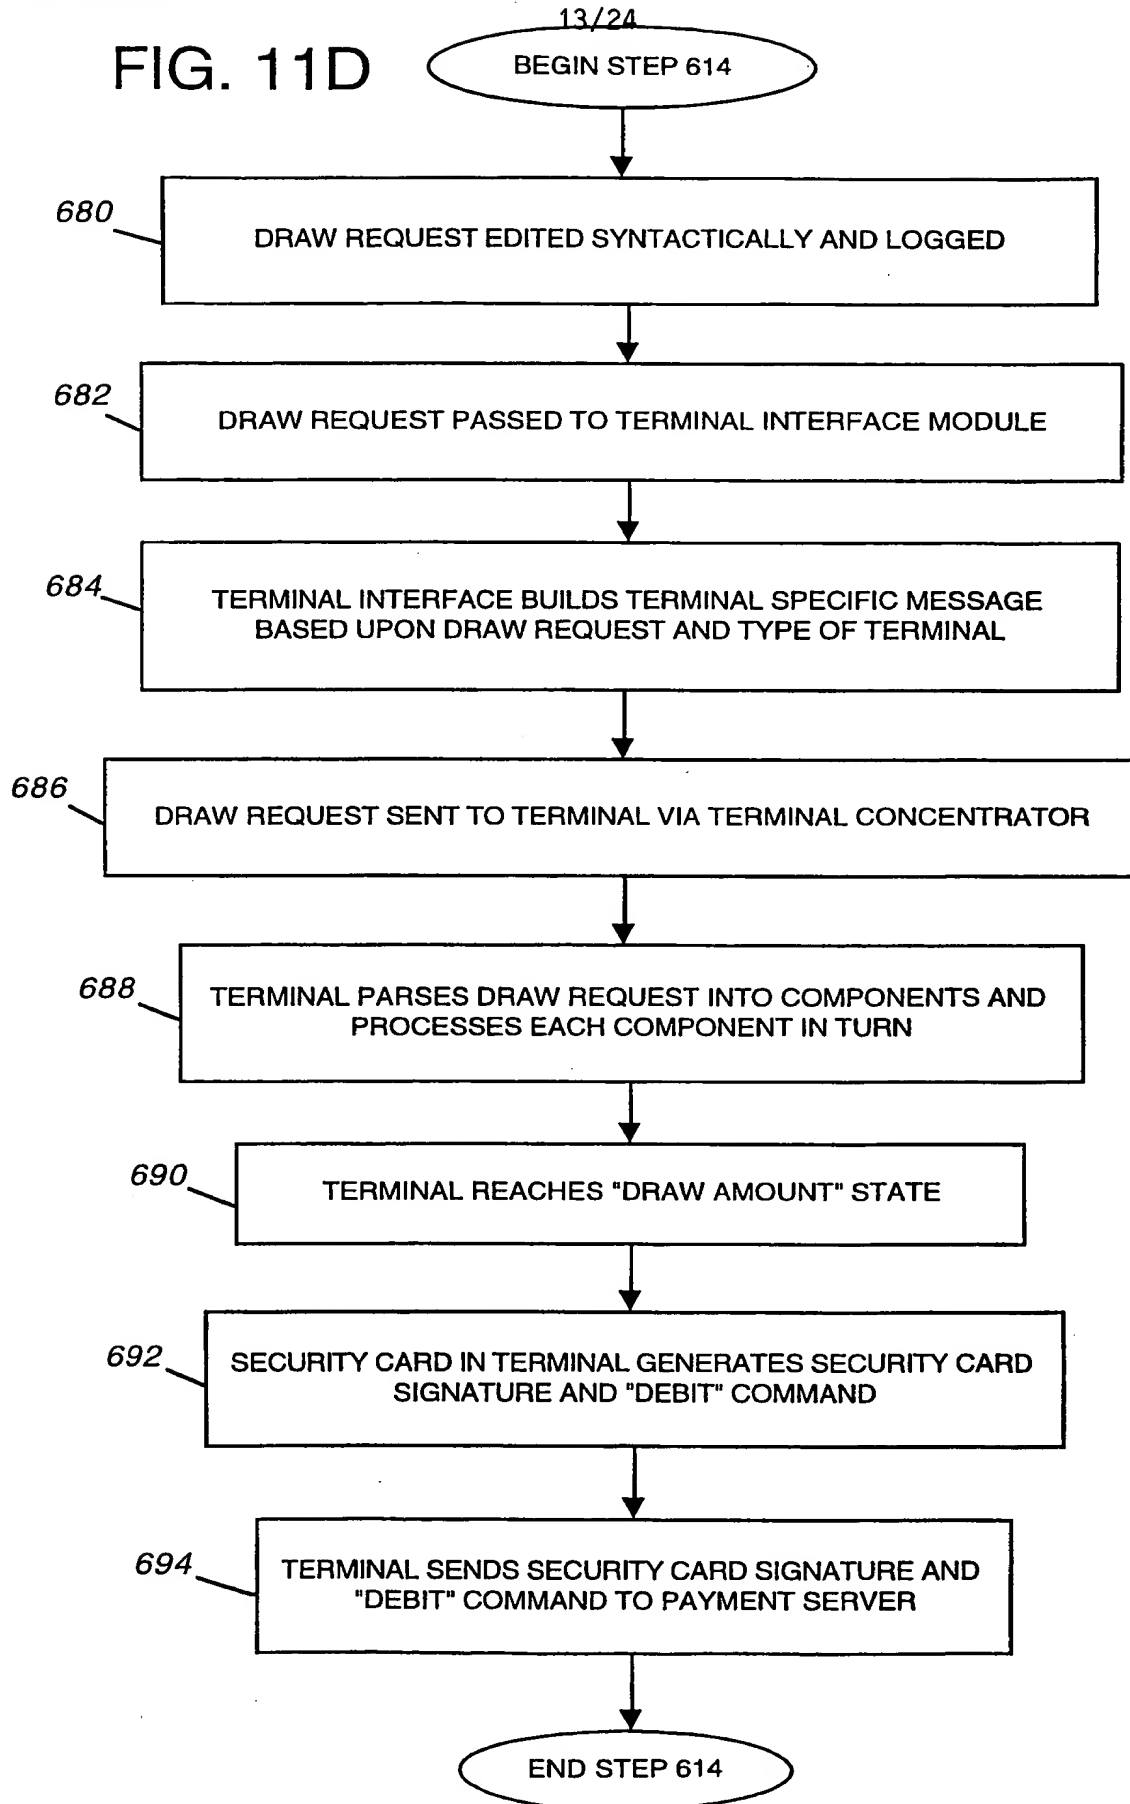 13/24
FIG. 11D
BEGIN STEP 614
680
DRAW REQUEST EDITED SYNTACTICALLY AND LOGGED
682
DRAW REQUEST PASSED TO TERMINAL INTERFACE MODULE
684
TERMINAL INTERFACE BUILDS TERMINAL SPECIFIC MESSAGE
BASED UPON DRAW REQUEST AND TYPE OF TERMINAL
686
DRAW REQUEST SENT TO TERMINAL VIA TERMINAL CONCENTRATOR
688
TERMINAL PARSES DRAW REQUEST INTO COMPONENTS AND
PROCESSES EACH COMPONENT IN TURN
690
TERMINAL REACHES "DRAW AMOUNT" STATE
692
SECURITY CARD IN TERMINAL GENERATES SECURITY CARD
SIGNATURE AND "DEBIT" COMMAND
694
TERMINAL SENDS SECURITY CARD SIGNATURE AND
"DEBIT" COMMAND TO PAYMENT SERVER
END STEP 614